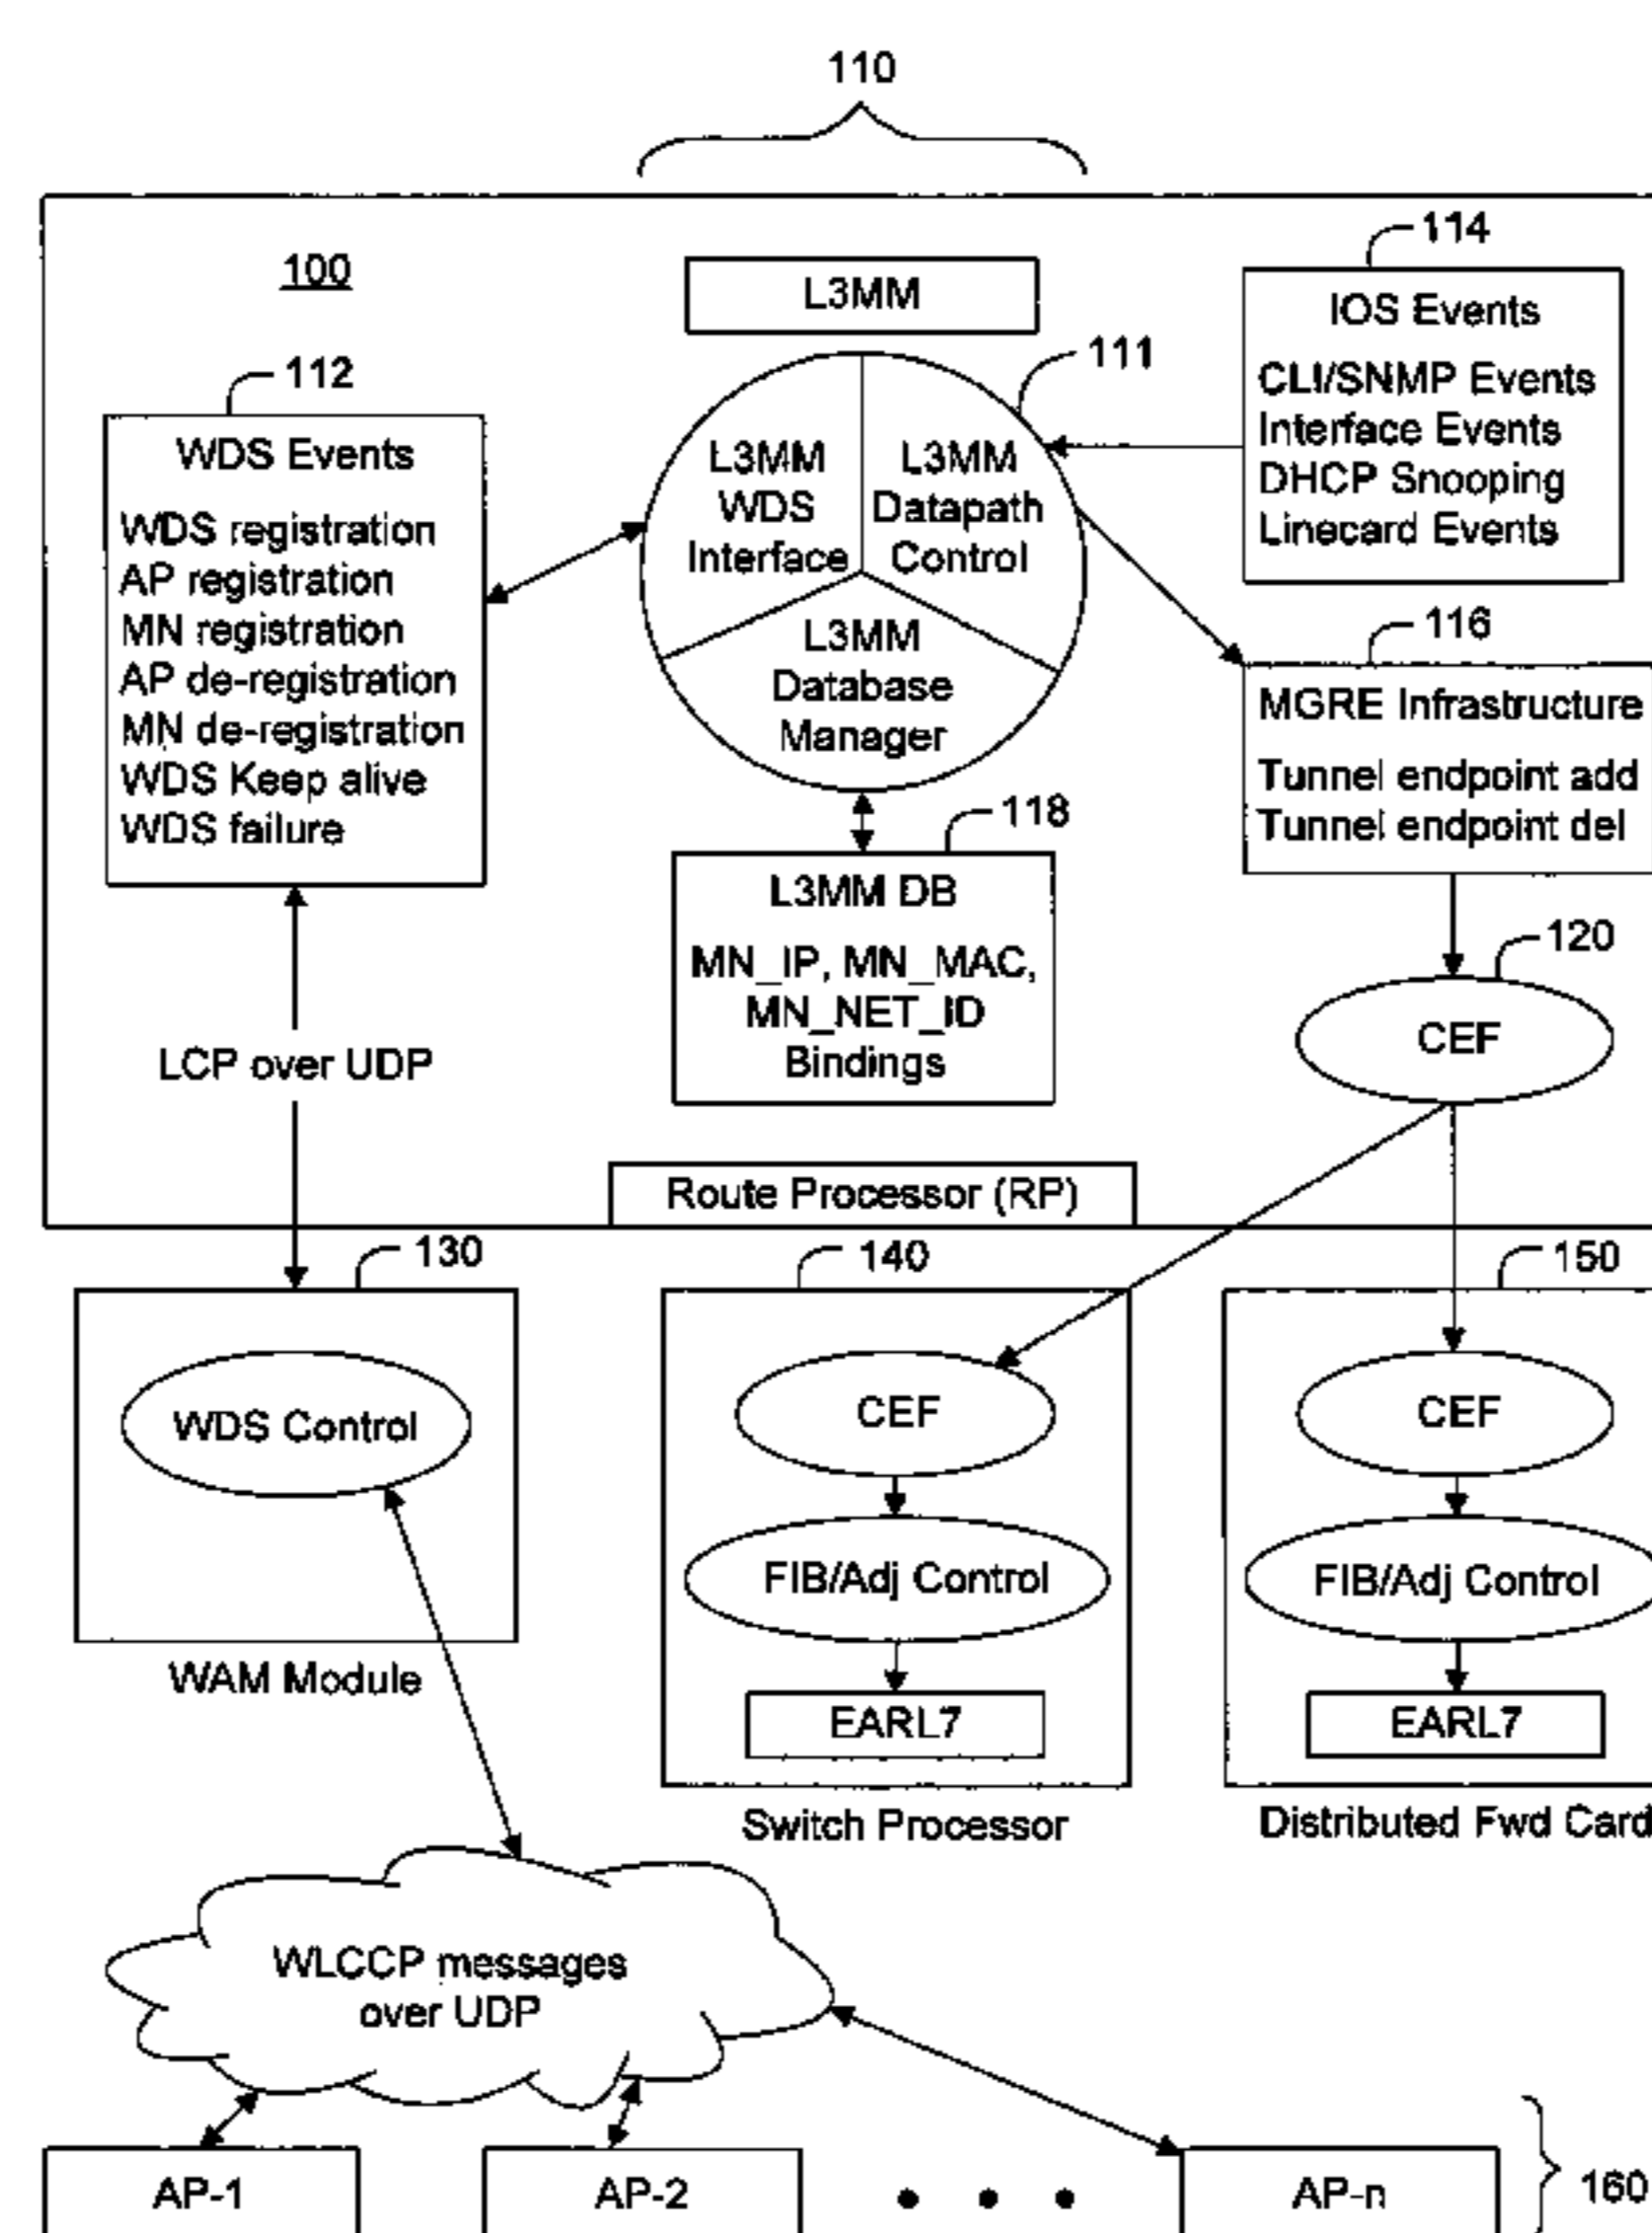 110
100
L3MM
114
IOS Events
CLI/SNMP Events
Interface Events
DHCP Snooping
Linecard Events
112
WDS Events
WDS registration
AP registration
MN registration
AP de-registration
MN de-registration
WDS Keep alive
WDS failure
111
L3MM
WDS
Interface
L3MM
Datapath
Control
L3MM
Database
Manager
116
MGRE Infrastructure
Tunnel endpoint add
Tunnel endpoint del
118
L3MM DB
MN_IP, MN_MAC,
MN_NET_ID
Bindings
120
CEF
LCP over UDP
Route Processor (RP)
130
WDS Control
WAM Module
140
CEF
FIB/Adj Control
EARL7
Switch Processor
150
CEF
FIB/Adj Control
EARL7
Distributed Fwd Card
WLCCP messages
over UDP
AP-1
AP-2
AP-n
160